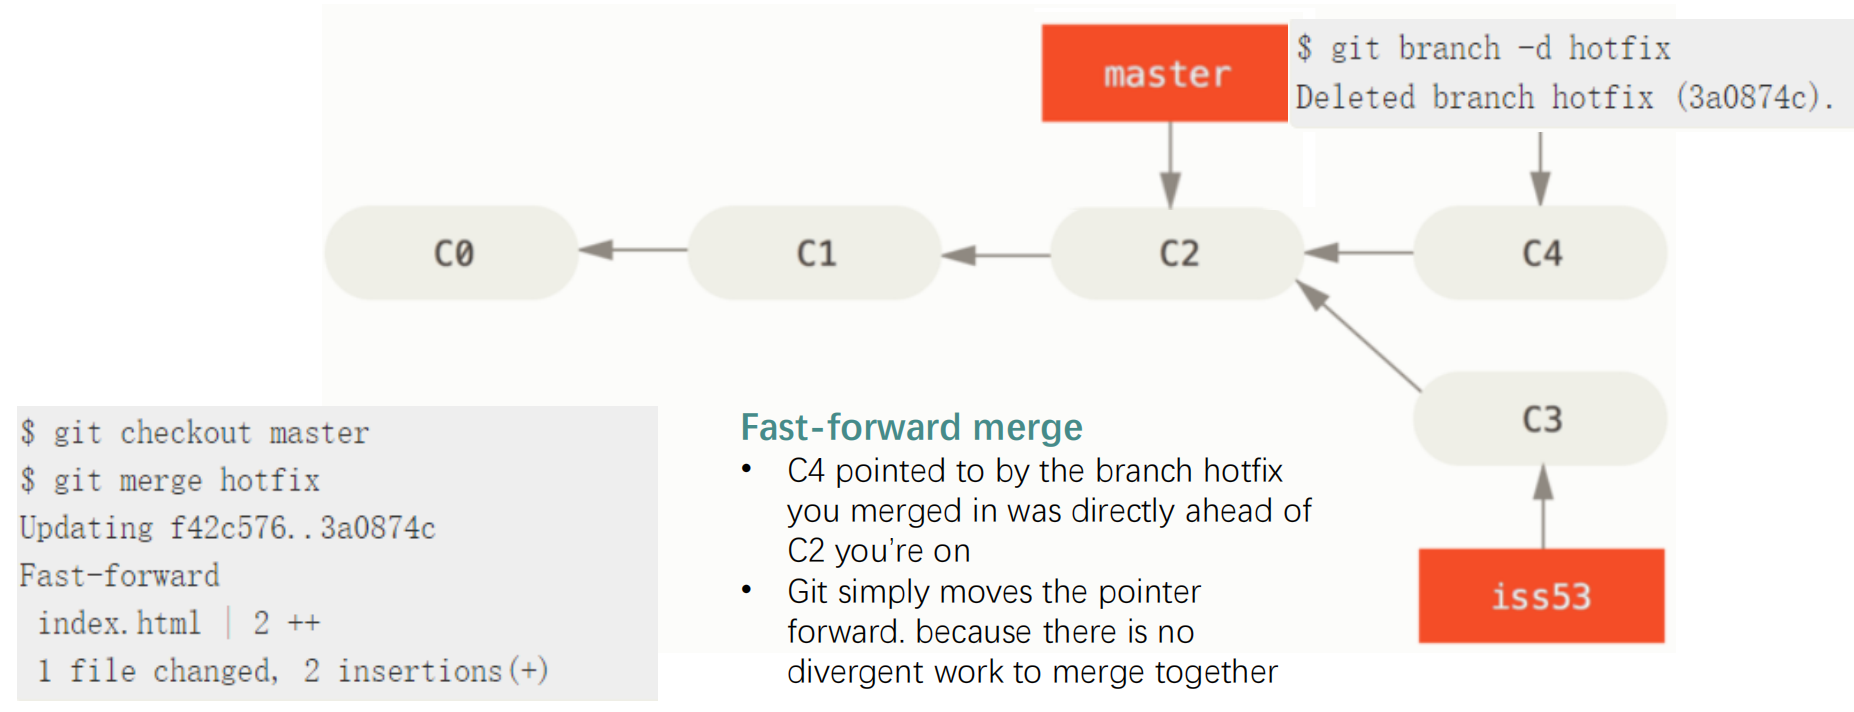 master
$ git branch -d hotfix
Deleted branch hotfix (3a0874c).
C0
C1
C2
C4
C3
iss53
$ git checkout master
$ git merge hotfix
Updating f42c576..3a0874c
Fast-forward
index.html | 2 ++
1 file changed, 2 insertions(+)
Fast-forward merge
• C4 pointed to by the branch hotfix
you merged in was directly ahead of
C2 you’re on
• Git simply moves the pointer
forward. because there is no
divergent work to merge together